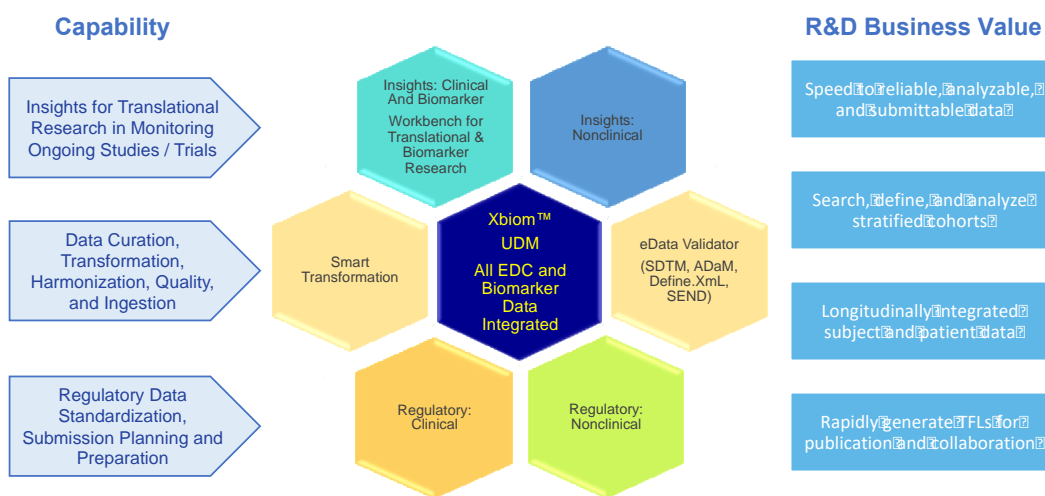 Capability
Insights for Translational
Research in Monitoring
Ongoing Studies / Trials
Data Curation,
Transformation,
Harmonization, Quality,
and Ingestion
Regulatory Data
Standardization,
Submission Planning and
Preparation
Insights: Clinical
And Biomarker
Workbench for
Translational &
Biomarker
Research
Insights:
Nonclinical
Smart
Transformation
Xbiom™
UDM
All EDC and
Biomarker
Data
Integrated
eData Validator
(SDTM, ADaM,
Define.XmL,
SEND)
Regulatory:
Clinical
Regulatory:
Nonclinical
R&D Business Value
Speed to reliable, analyzable,
and submittable data
Search, define, and analyze
stratified cohorts
Longitudinally integrated
subject and patient data
Rapidly generate TFLs for
publication and collaboration